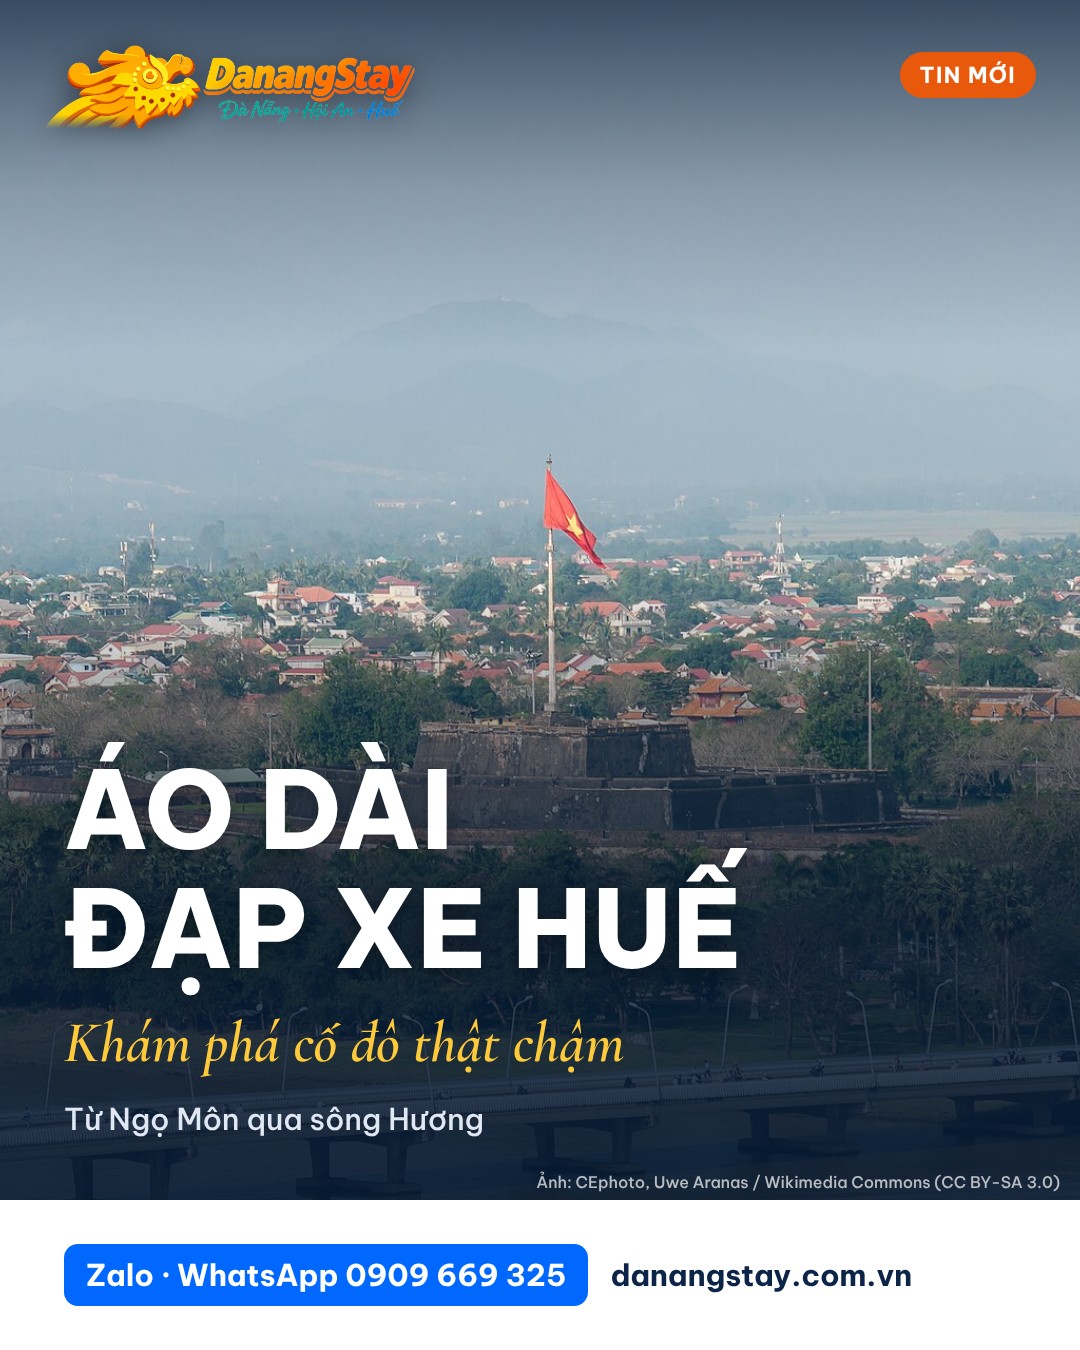 DanangStay
Đà Nẵng - Hội An - Huế
TIN MỚI
ÁO DÀI
ĐẠP XE HUẾ
Khám phá cố đô thật chậm
Từ Ngọ Môn qua sông Hương
Ảnh: CEphoto, Uwe Aranas / Wikimedia Commons (CC BY-SA 3.0)
Zalo · WhatsApp 0909 669 325
danangstay.com.vn